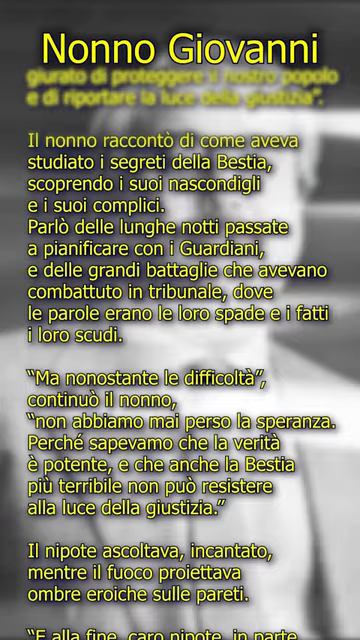 Nonno Giovanni
giurato di proteggere il nostro popolo
e di riportare la luce della giustizia”.
Il nonno raccontò di come aveva
studiato i segreti della Bestia,
scoprendo i suoi nascondigli
e i suoi complici.
Parlò delle lunghe notti passate
a pianificare con i Guardiani,
e delle grandi battaglie che avevano
combattuto in tribunale, dove
le parole erano le loro spade e i fatti
i loro scudi.
“Ma nonostante le difficoltà”,
continuò il nonno,
“non abbiamo mai perso la speranza.
Perché sapevamo che la verità
è potente, e che anche la Bestia
più terribile non può resistere
alla luce della giustizia.”
Il nipote ascoltava, incantato,
mentre il fuoco proiettava
ombre eroiche sulle pareti.
“E alla fine, caro nipote, in parte